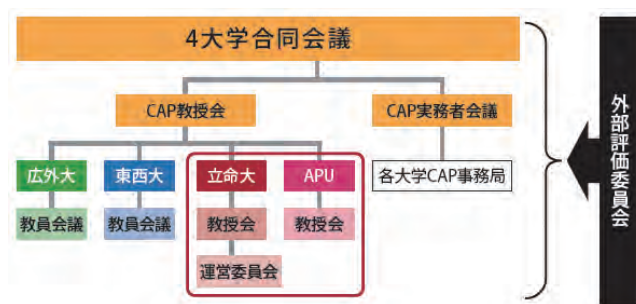 4大学合同会議
CAP教授会
CAP実務者会議
広外大
東西大
立命大
APU
各大学CAP事務局
教員会議
教員会議
教授会
教授会
運営委員会
外部評価委員会